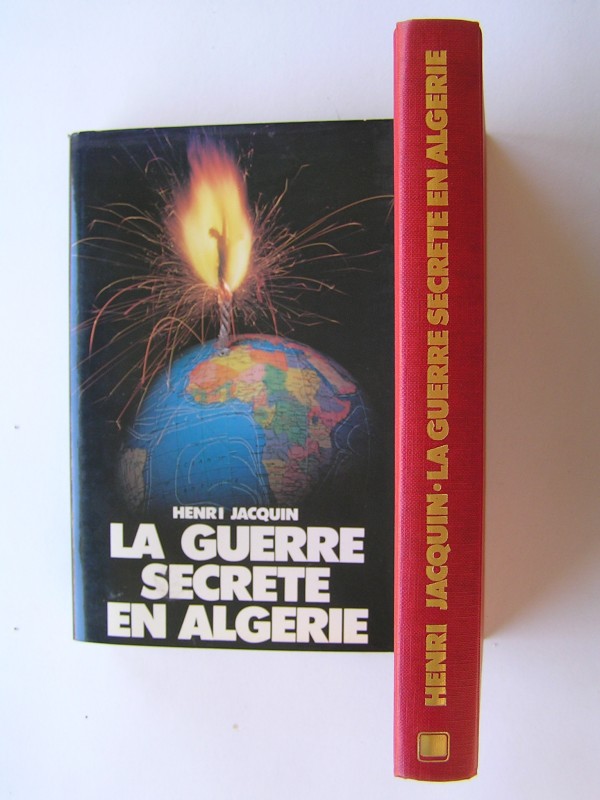 HENRI JACQUIN
LA GUERRE
SECRETE
EN ALGERIE
HENRI JACQUIN • LA GUERRE SECRETE EN ALGERIE